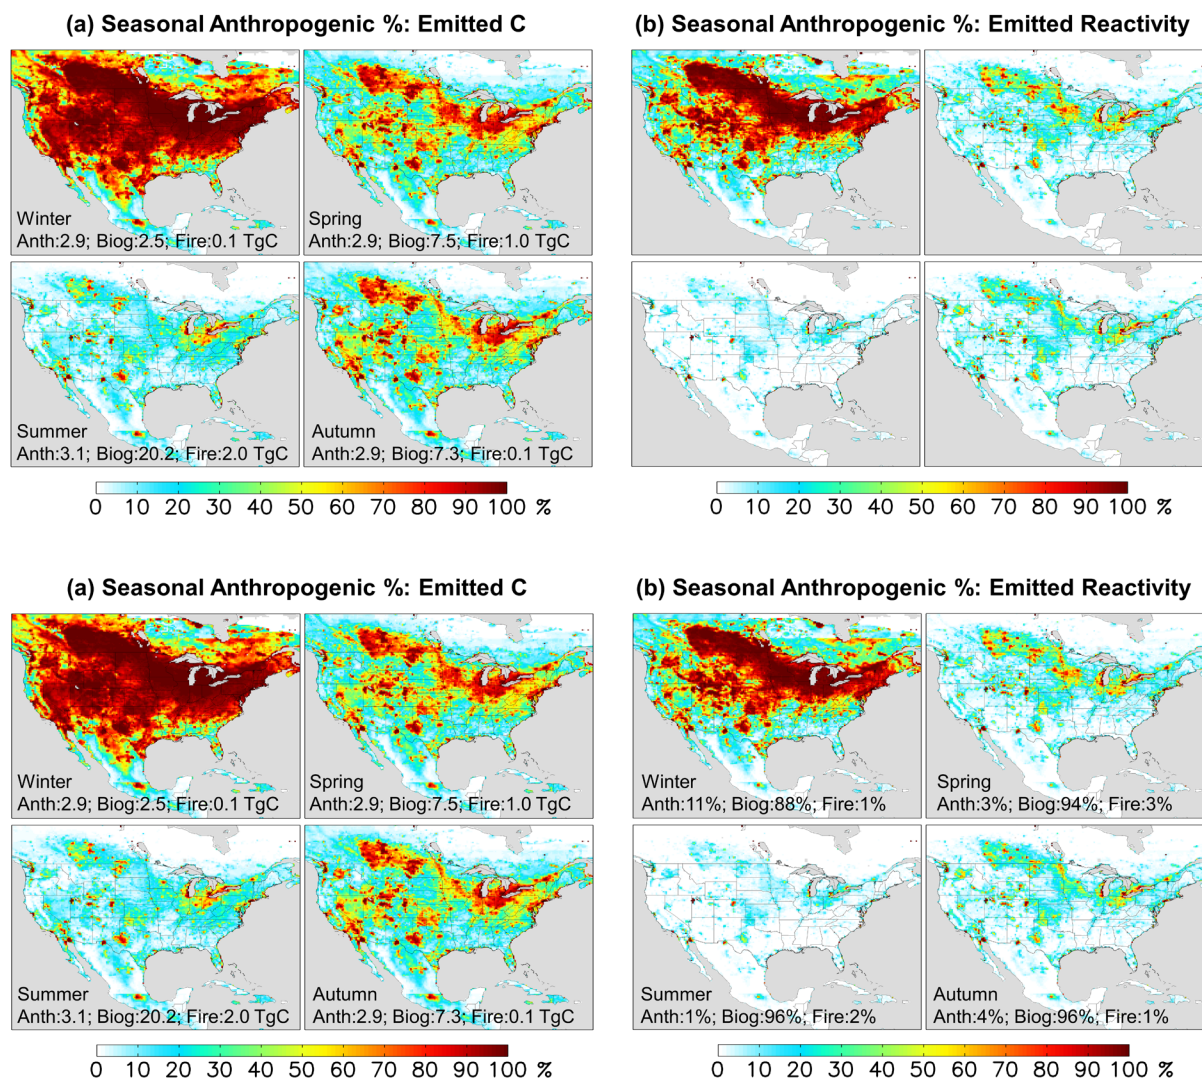 (a) Seasonal Anthropogenic %: Emitted C
Winter
Anth:2.9; Biog:2.5; Fire:0.1 TgC
Spring
Anth:2.9; Biog:7.5; Fire:1.0 TgC
Summer
Anth:3.1; Biog:20.2; Fire:2.0 TgC
Autumn
Anth:2.9; Biog:7.3; Fire:0.1 TgC
0 10 20 30 40 50 60 70 80 90 100 %
(b) Seasonal Anthropogenic %: Emitted Reactivity
0 10 20 30 40 50 60 70 80 90 100 %
(a) Seasonal Anthropogenic %: Emitted C
Winter
Anth:2.9; Biog:2.5; Fire:0.1 TgC
Spring
Anth:2.9; Biog:7.5; Fire:1.0 TgC
Summer
Anth:3.1; Biog:20.2; Fire:2.0 TgC
Autumn
Anth:2.9; Biog:7.3; Fire:0.1 TgC
0 10 20 30 40 50 60 70 80 90 100 %
(b) Seasonal Anthropogenic %: Emitted Reactivity
Winter
Anth:11%; Biog:88%; Fire:1%
Spring
Anth:3%; Biog:94%; Fire:3%
Summer
Anth:1%; Biog:96%; Fire:2%
Autumn
Anth:4%; Biog:96%; Fire:1%
0 10 20 30 40 50 60 70 80 90 100 %